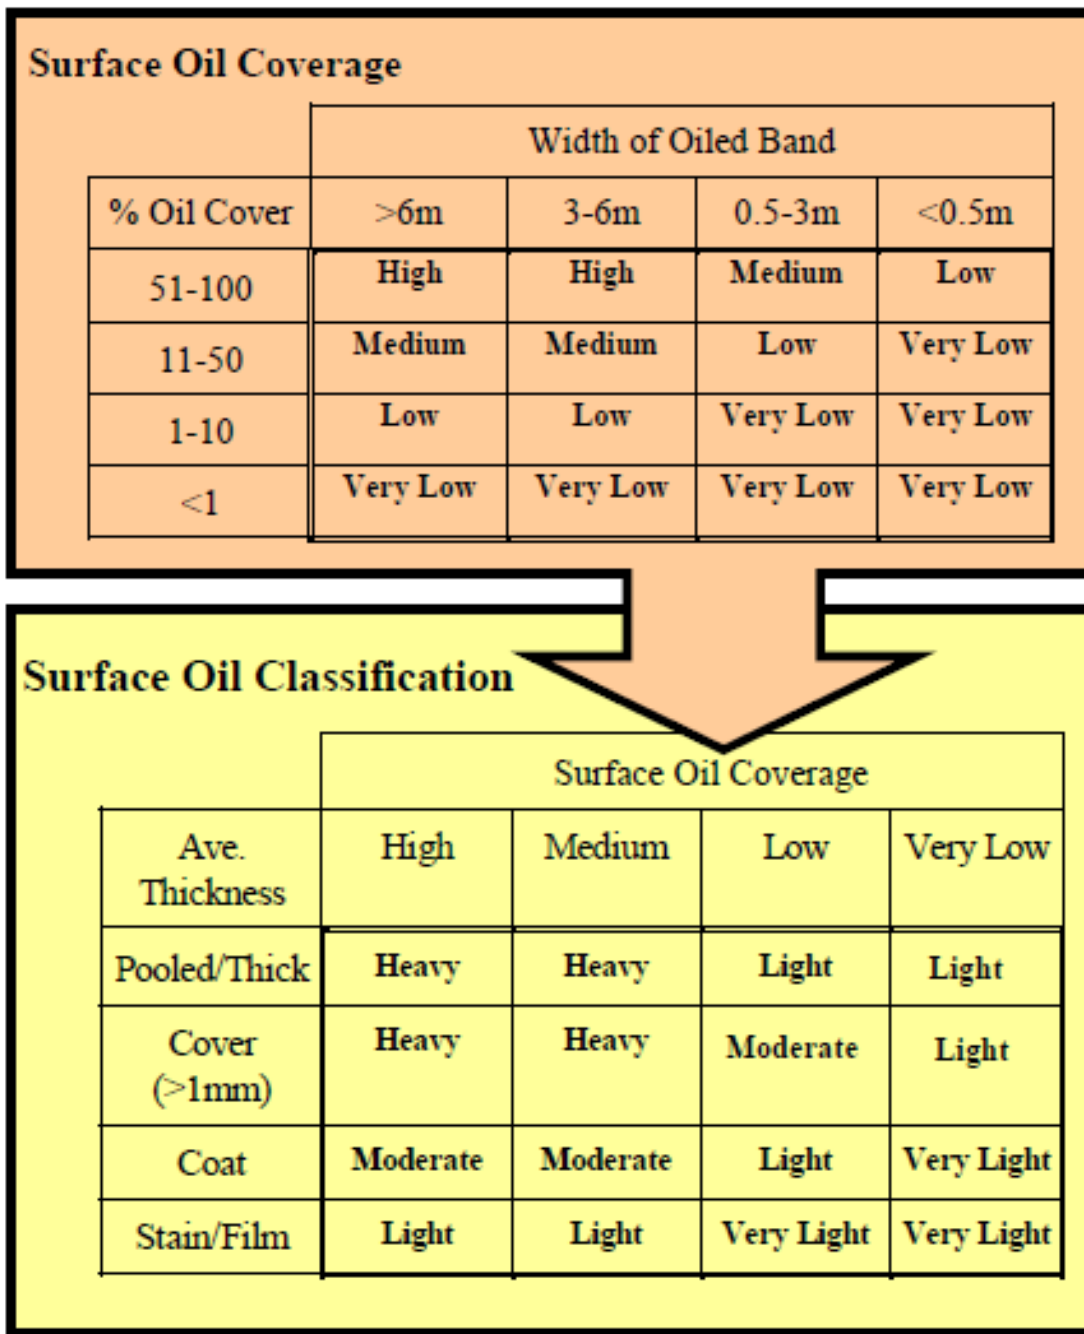 Surface Oil Coverage
Width of Oiled Band
% Oil Cover >6m 3-6m 0.5-3m <0.5m
51-100 High High Medium Low
11-50 Medium Medium Low Very Low
1-10 Low Low Very Low Very Low
<1 Very Low Very Low Very Low Very Low
Surface Oil Classification
Surface Oil Coverage
Ave.
Thickness High Medium Low Very Low
Pooled/Thick Heavy Heavy Light Light
Cover
(>1mm) Heavy Heavy Moderate Light
Coat Moderate Moderate Light Very Light
Stain/Film Light Light Very Light Very Light